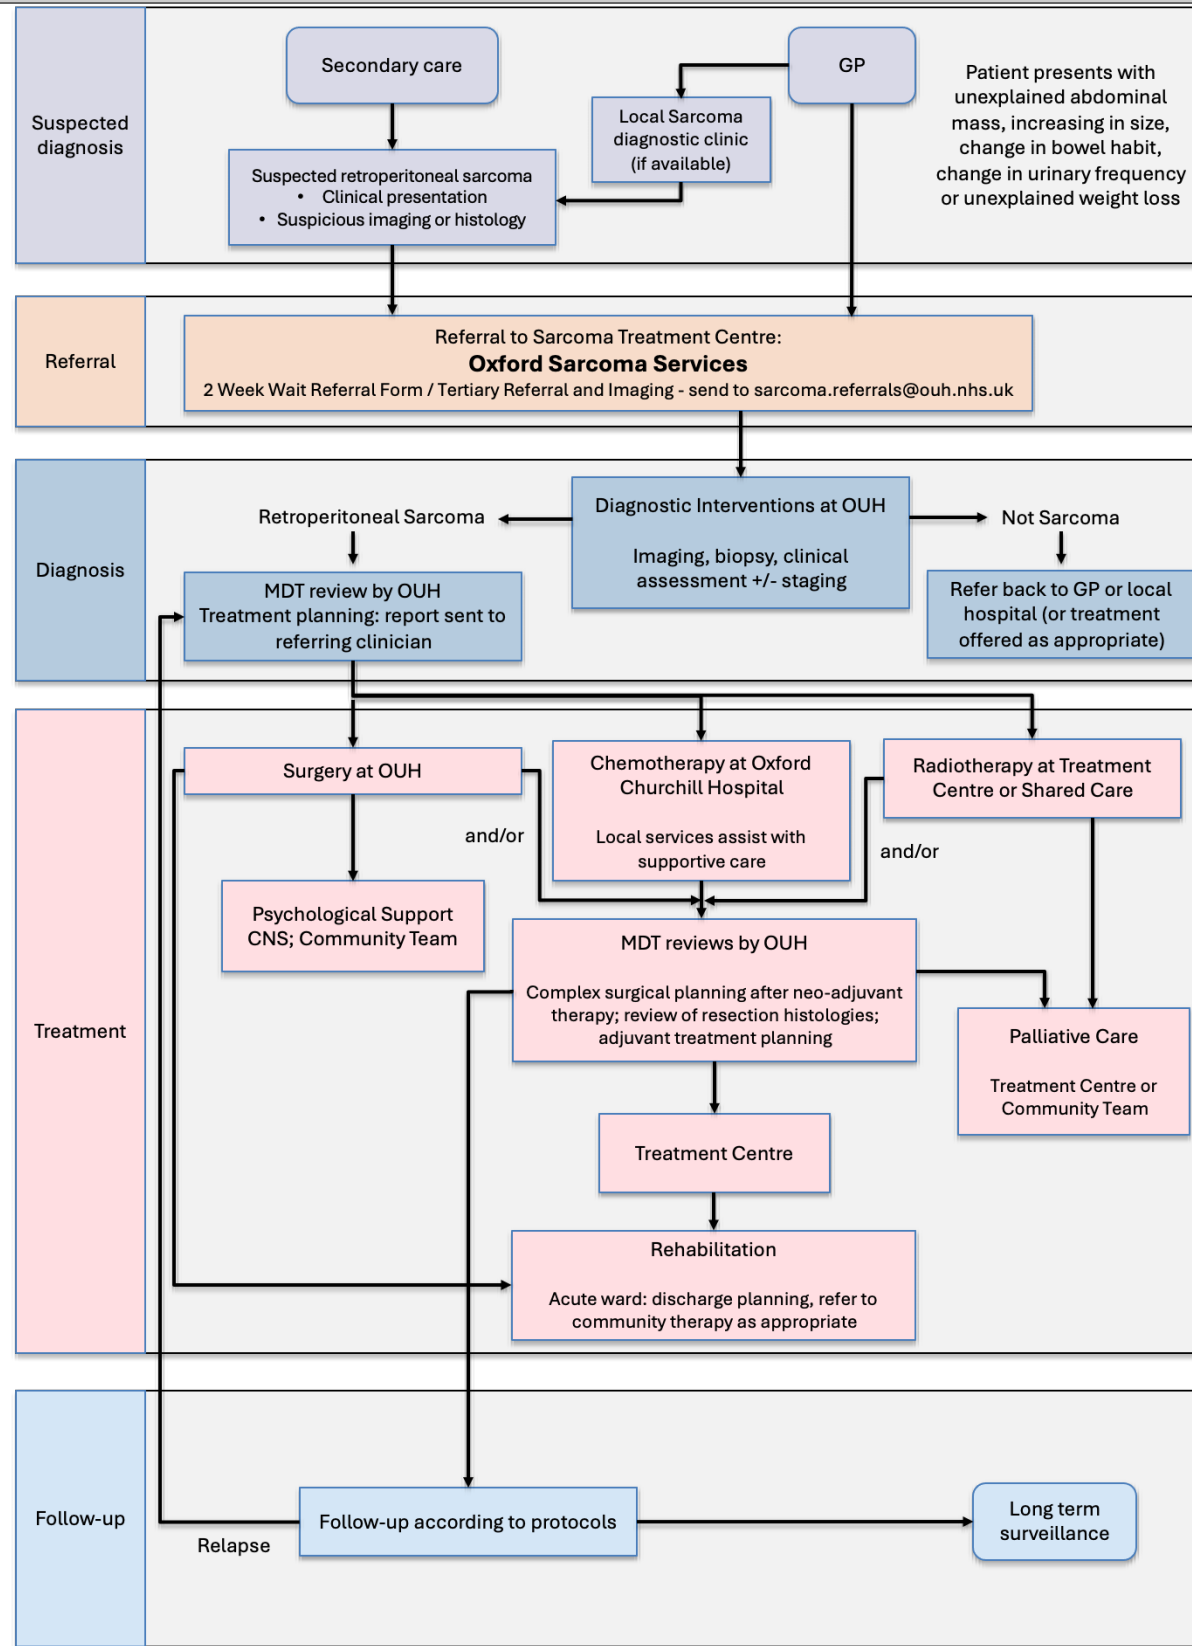 Suspected
diagnosis
Secondary care
GP
Local Sarcoma
diagnostic clinic
(if available)
Suspected retroperitoneal sarcoma
• Clinical presentation
• Suspicious imaging or histology
Patient presents with
unexplained abdominal
mass, increasing in size,
change in bowel habit,
change in urinary frequency
or unexplained weight loss
Referral
Referral to Sarcoma Treatment Centre:
Oxford Sarcoma Services
2 Week Wait Referral Form / Tertiary Referral and Imaging - send to sarcoma.referrals@ouh.nhs.uk
Diagnosis
Retroperitoneal Sarcoma
Diagnostic Interventions at OUH
Imaging, biopsy, clinical
assessment +/- staging
Not Sarcoma
MDT review by OUH
Treatment planning: report sent to
referring clinician
Refer back to GP or local
hospital (or treatment
offered as appropriate)
Treatment
Surgery at OUH
Chemotherapy at Oxford
Churchill Hospital
Local services assist with
supportive care
Radiotherapy at Treatment
Centre or Shared Care
and/or
and/or
Psychological Support
CNS; Community Team
MDT reviews by OUH
Complex surgical planning after neo-adjuvant
therapy; review of resection histologies;
adjuvant treatment planning
Palliative Care
Treatment Centre or
Community Team
Treatment Centre
Rehabilitation
Acute ward: discharge planning, refer to
community therapy as appropriate
Follow-up
Relapse
Follow-up according to protocols
Long term
surveillance